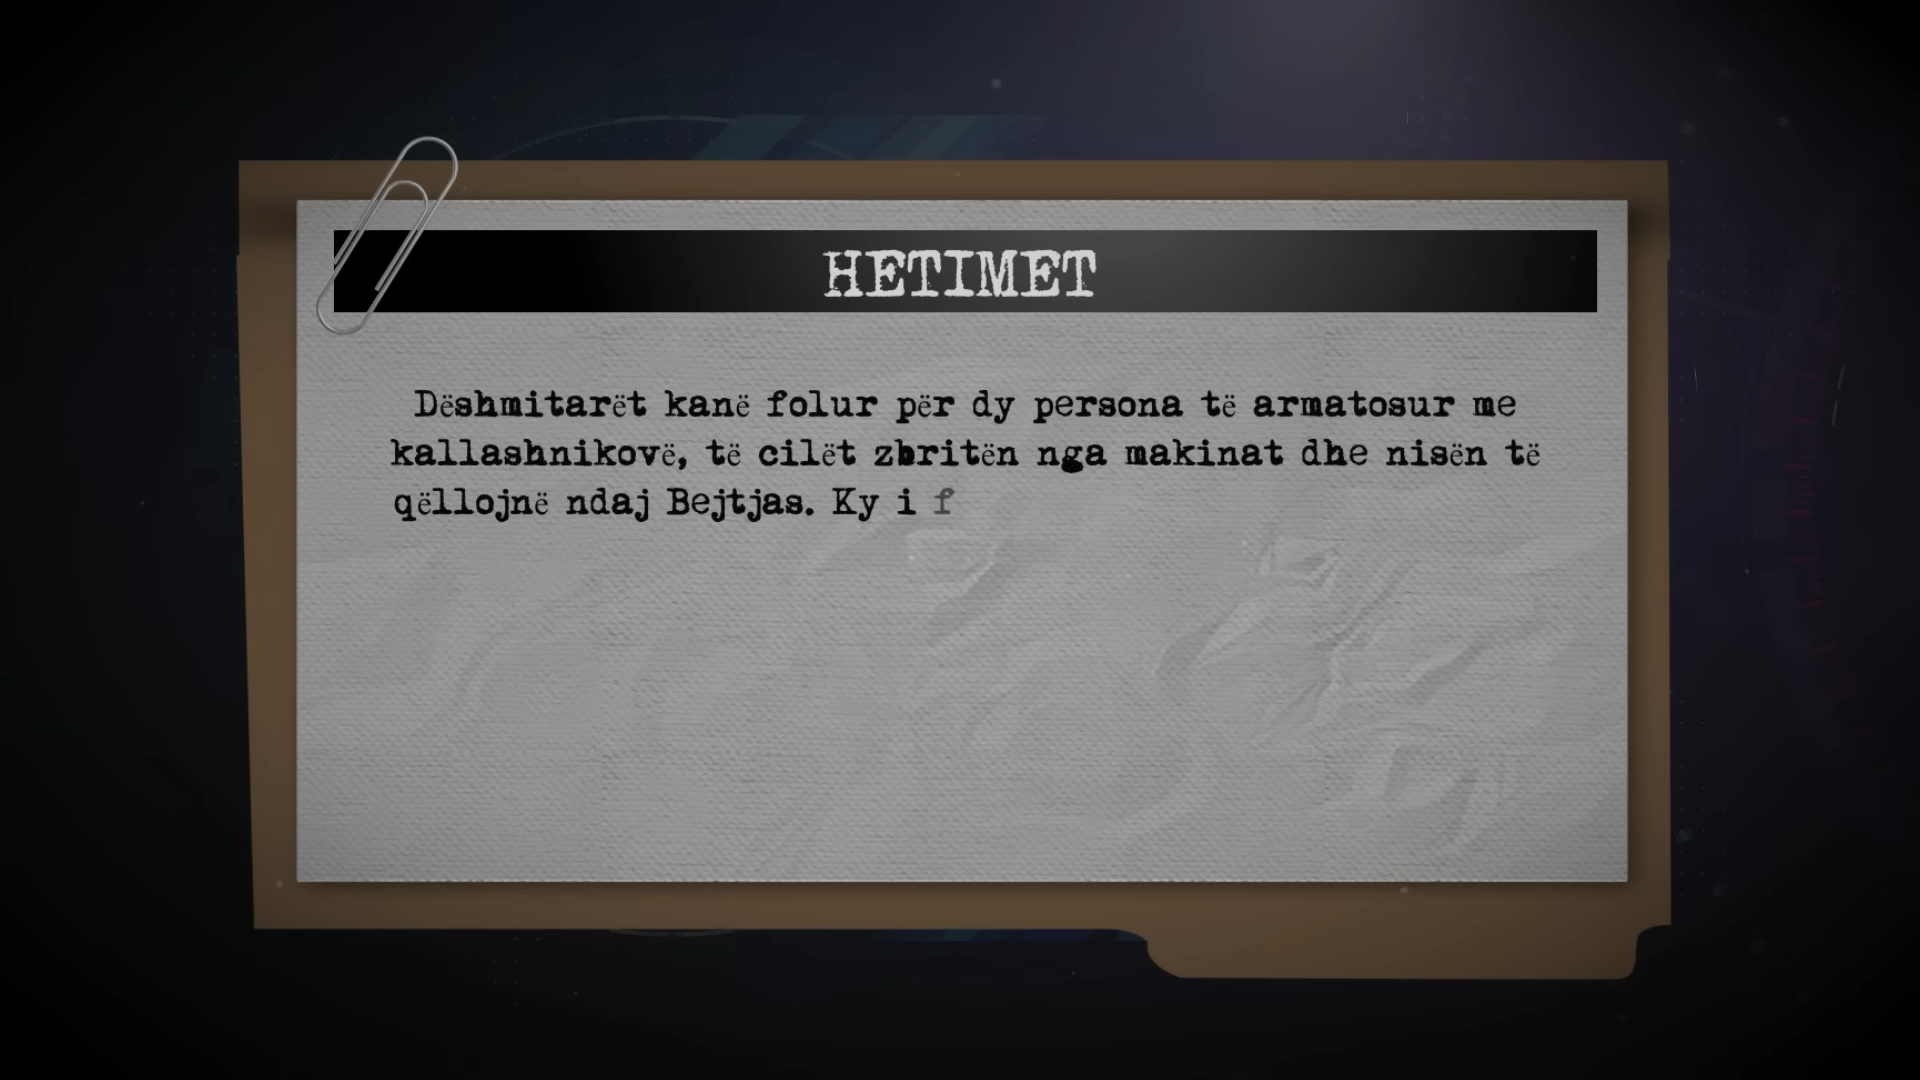 HETIMET
Dëshmitarët kanë folur për dy persona të armatosur me
kallashnikovë, të cilët zbritën nga makinat dhe nisën të
qëllojnë ndaj Bejtjas. Ky i f